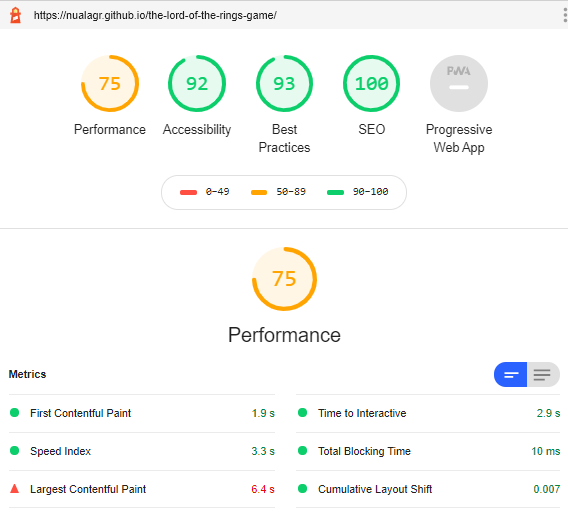 https://nualagr.github.io/the-lord-of-the-rings-game/
75 92 93 100 PWA
Performance Accessibility Best Practices SEO Progressive Web App
0–49 50–89 90–100
75
Performance
Metrics
First Contentful Paint 1.9 s
Time to Interactive 2.9 s
Speed Index 3.3 s
Total Blocking Time 10 ms
Largest Contentful Paint 6.4 s
Cumulative Layout Shift 0.007